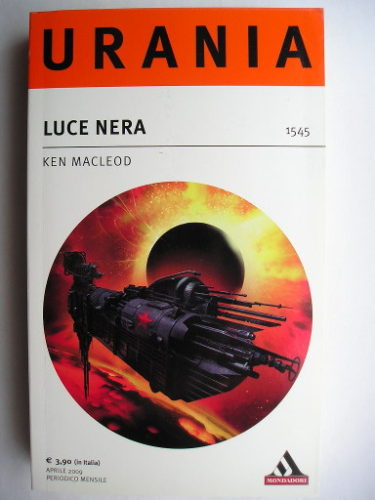 URANIA
LUCE NERA
1545
KEN MACLEOD
€ 3,90 (in Italia)
APRILE 2009
PERIODICO MENSILE
MONDADORI